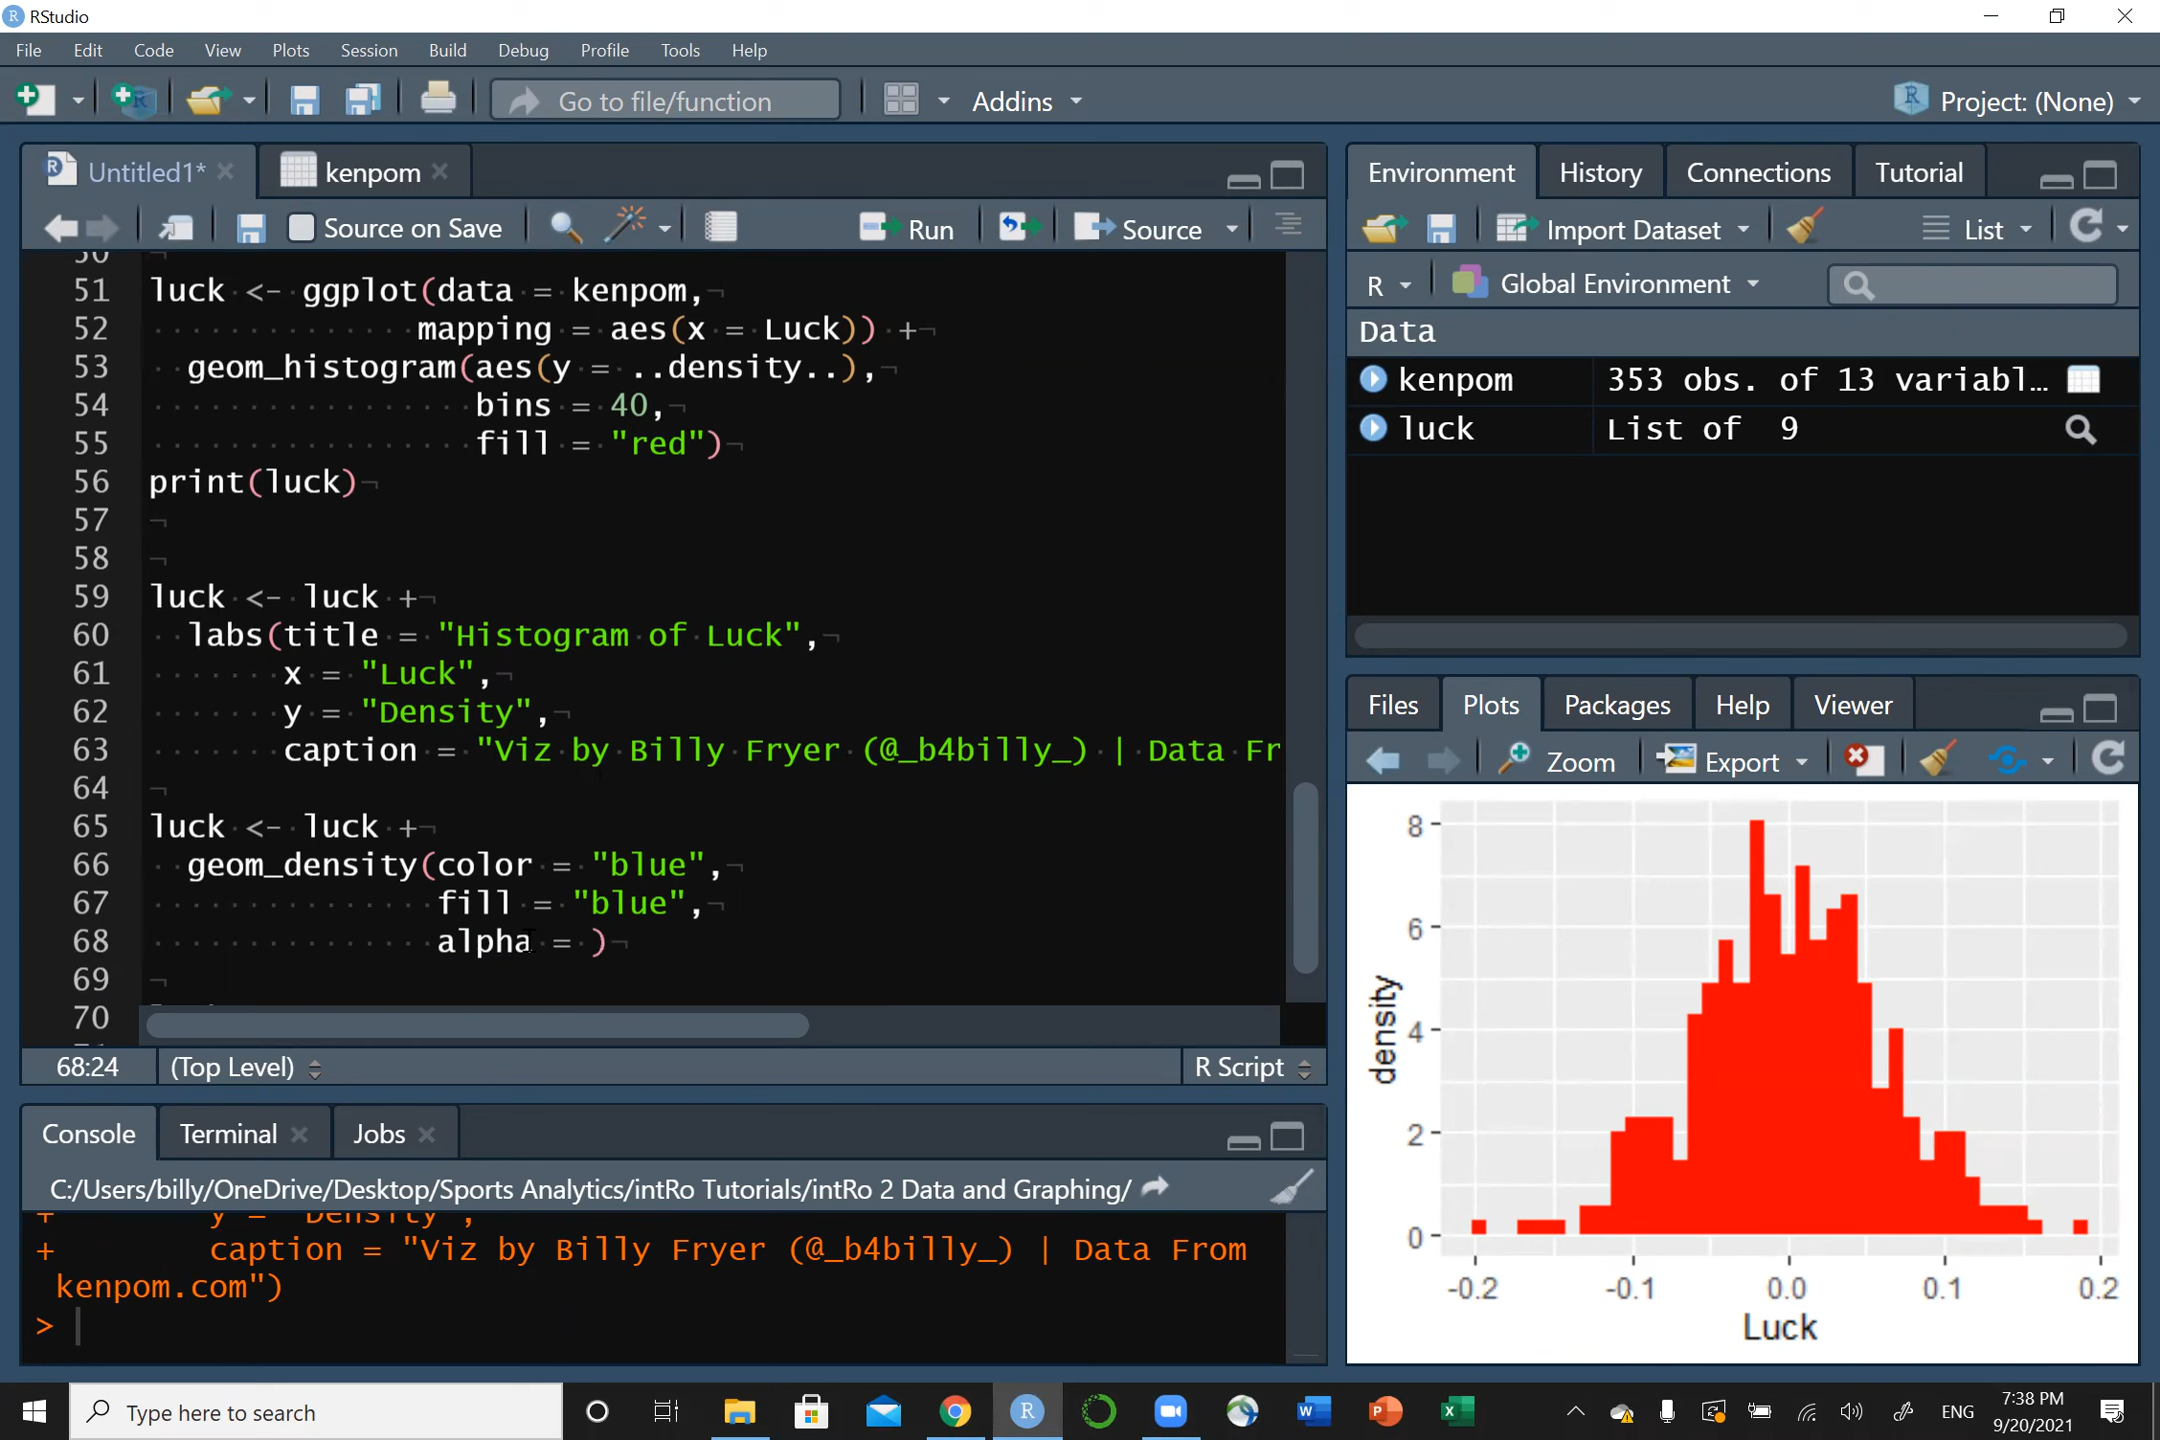 RStudio
File Edit Code View Plots Session Build Debug Profile Tools Help
Go to file/function Addins Project: (None)
Untitled1* kenpom
Source on Save Run Source
50
51 luck <- ggplot(data = kenpom,
52 mapping = aes(x = Luck)) +
53 geom_histogram(aes(y = ..density..),
54 bins = 40,
55 fill = "red")
56 print(luck)
57
58
59 luck <- luck +
60 labs(title = "Histogram of Luck",
61 x = "Luck",
62 y = "Density",
63 caption = "Viz by Billy Fryer (@_b4billy_) | Data Fr
64
65 luck <- luck +
66 geom_density(color = "blue",
67 fill = "blue",
68 alpha = )
69
70
68:24 (Top Level) R Script
Console Terminal Jobs
C:/Users/billy/OneDrive/Desktop/Sports Analytics/intRo Tutorials/intRo 2 Data and Graphing/
+ y = "Density",
+ caption = "Viz by Billy Fryer (@_b4billy_) | Data From
kenpom.com")
>
Environment History Connections Tutorial
Import Dataset List
R Global Environment
Data
kenpom 353 obs. of 13 variabl...
luck List of 9
Files Plots Packages Help Viewer
Zoom Export
8
6
4
2
0
density
-0.2 -0.1 0.0 0.1 0.2
Luck
Type here to search
ENG
7:38 PM
9/20/2021